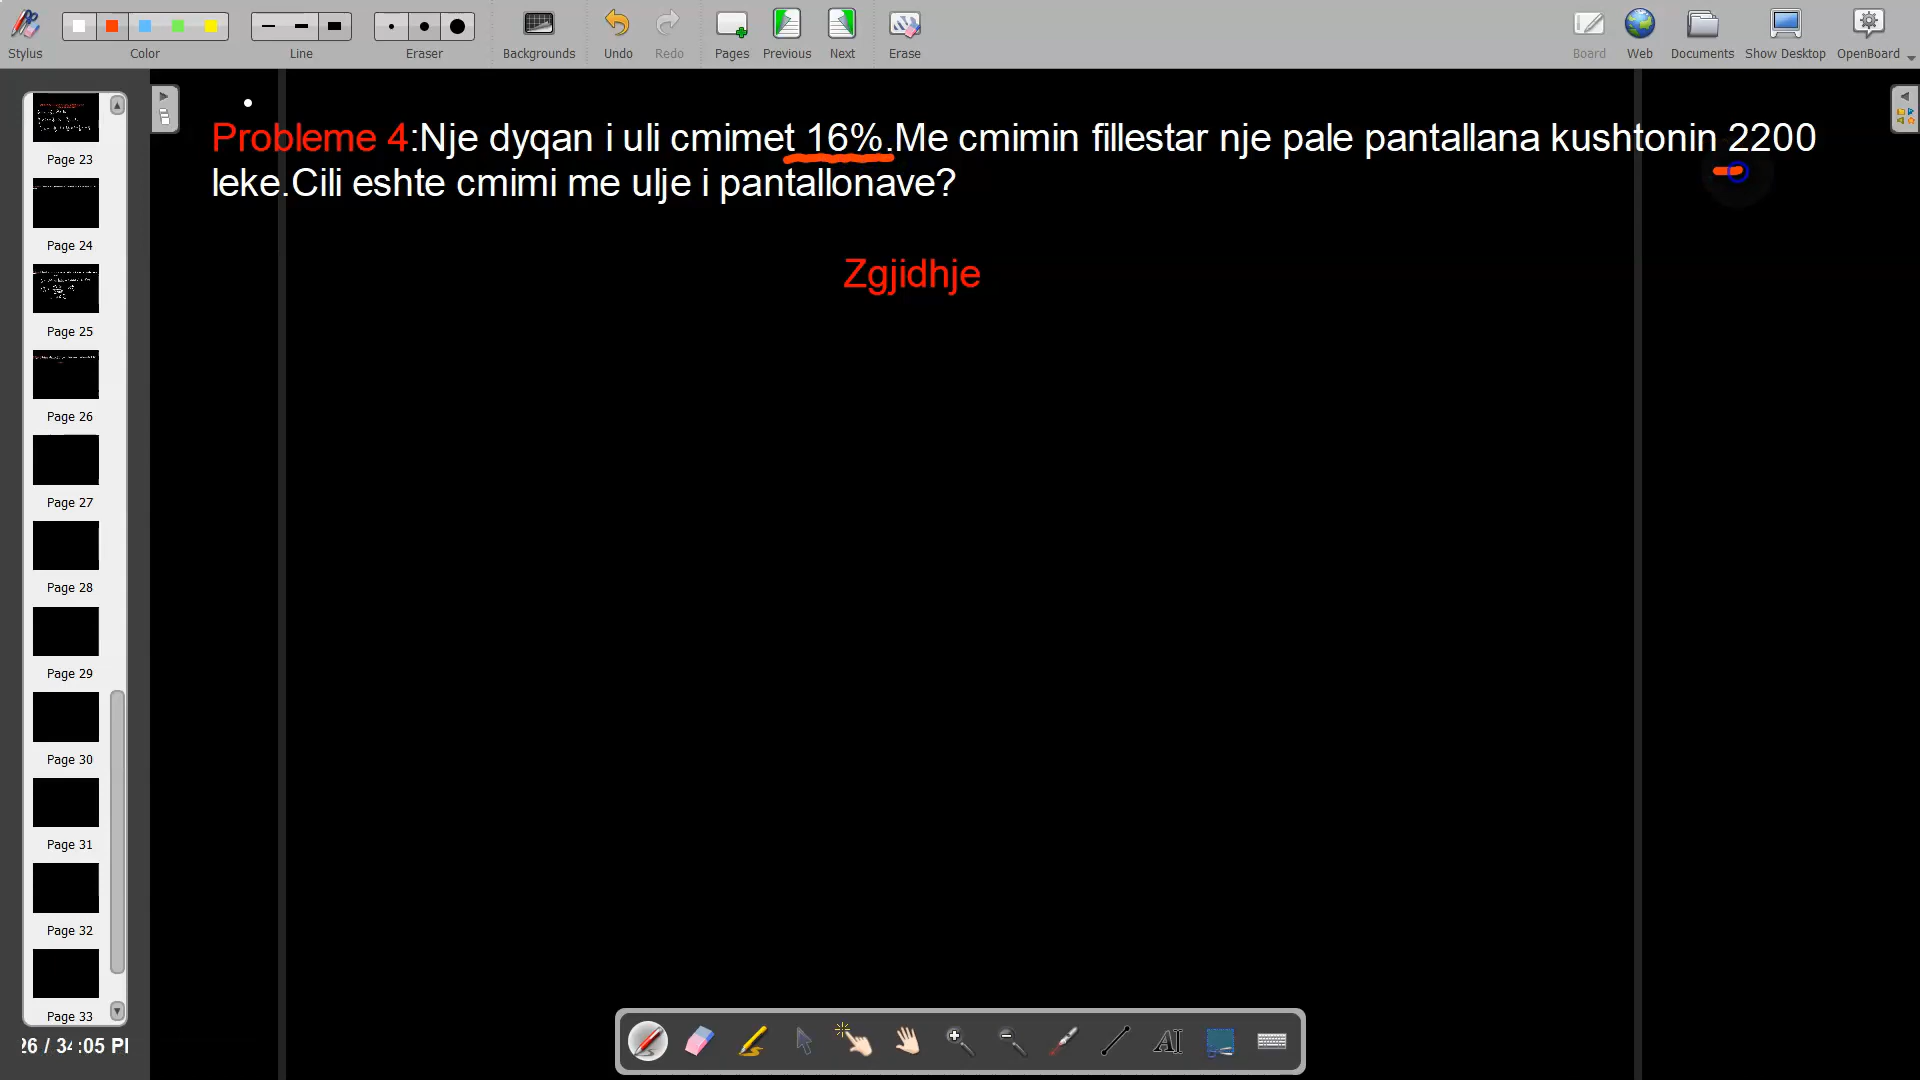 Stylus
Color
Line
Eraser
Backgrounds
Undo
Redo
Pages
Previous
Next
Erase
Board
Web
Documents
Show Desktop
OpenBoard
Probleme 4:Nje dyqan i uli cmimet 16%.Me cmimin fillestar nje pale pantallana kushtonin 2200
leke.Cili eshte cmimi me ulje i pantallonave?
Zgjidhje
Page 23
Page 24
Page 25
Page 26
Page 27
Page 28
Page 29
Page 30
Page 31
Page 32
Page 33